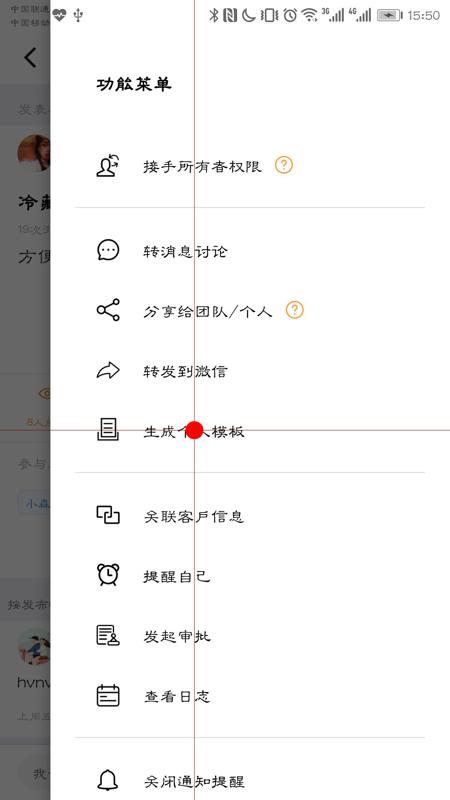 中国联通
中国移动
15:50
功能菜单
发表
接手所有者权限
冷藏
19次
转消息讨论
方便
分享给团队/个人
转发到微信
8人
生成个人模板
参与
小森
关联客户信息
提醒自己
按发布
发起审批
hvnv
查看日志
上周五
我
关闭通知提醒